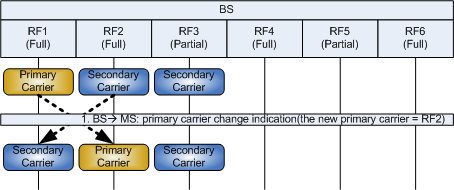 BS
RF1 RF2 RF3 RF4 RF5 RF6
(Full) (Full) (Partial) (Full) (Partial) (Full)
Primary Secondary Secondary
Carrier Carrier Carrier
1. BS→ MS: primary carrier change indication(the new primary carrier = RF2)
Secondary Primary Secondary
Carrier Carrier Carrier